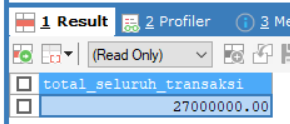 1 Result 2 Profiler 3 Me
(Read Only)
total_seluruh_transaksi
27000000.00